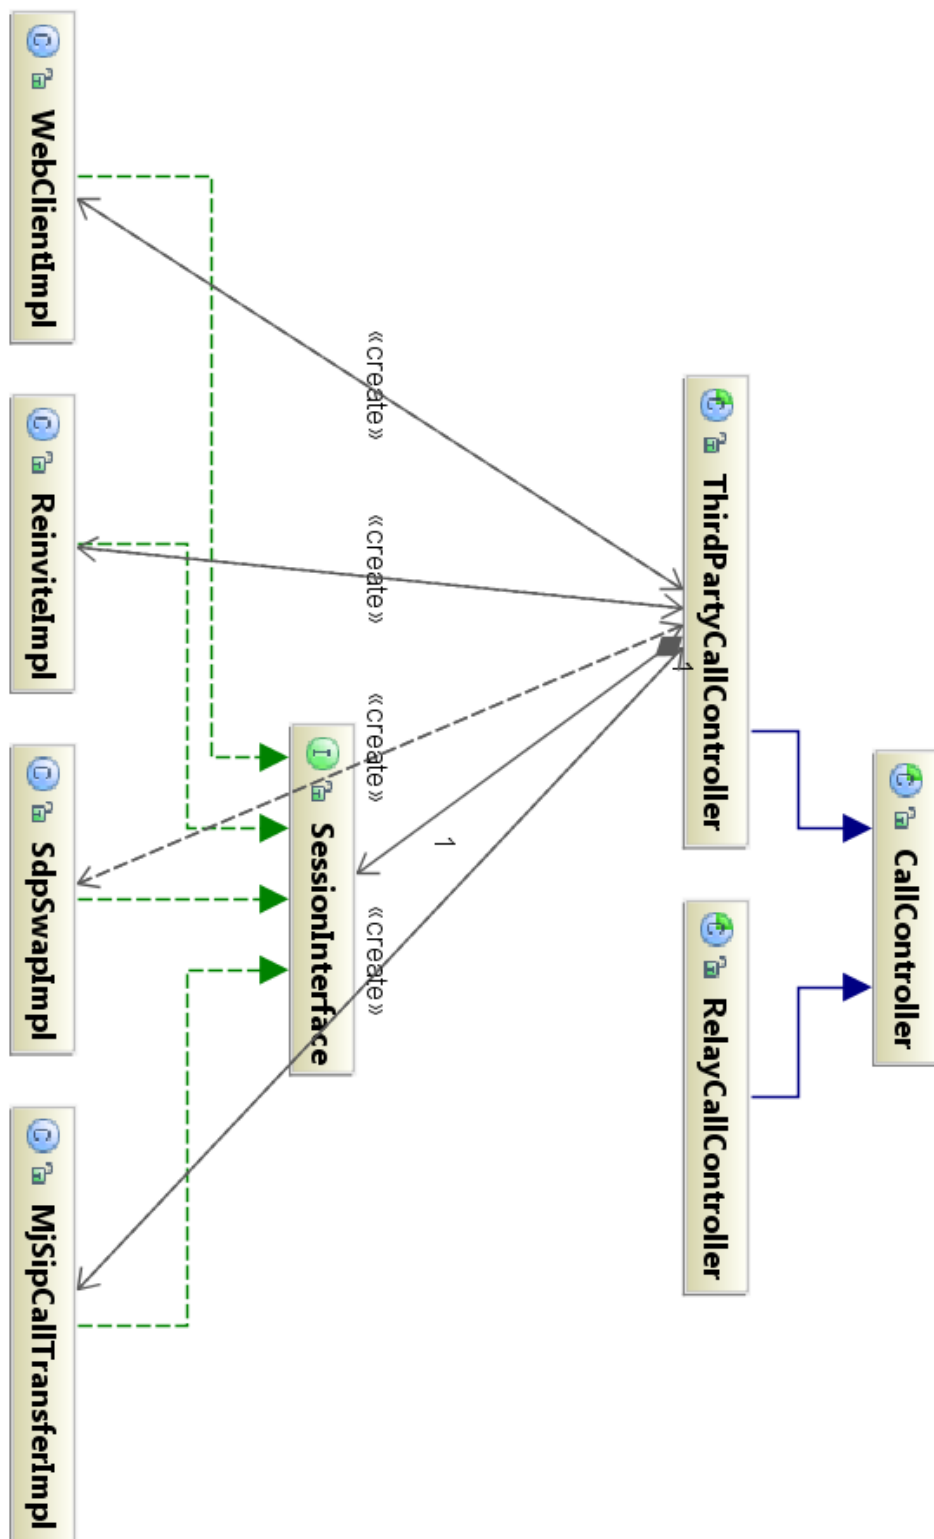 CallController
ThirdPartyCallController
RelayCallController
1
«create»
«create»
«create»
«create»
1
SessionInterface
WebClientImpl
ReinviteImpl
SdpSwapImpl
MjSipCallTransferImpl